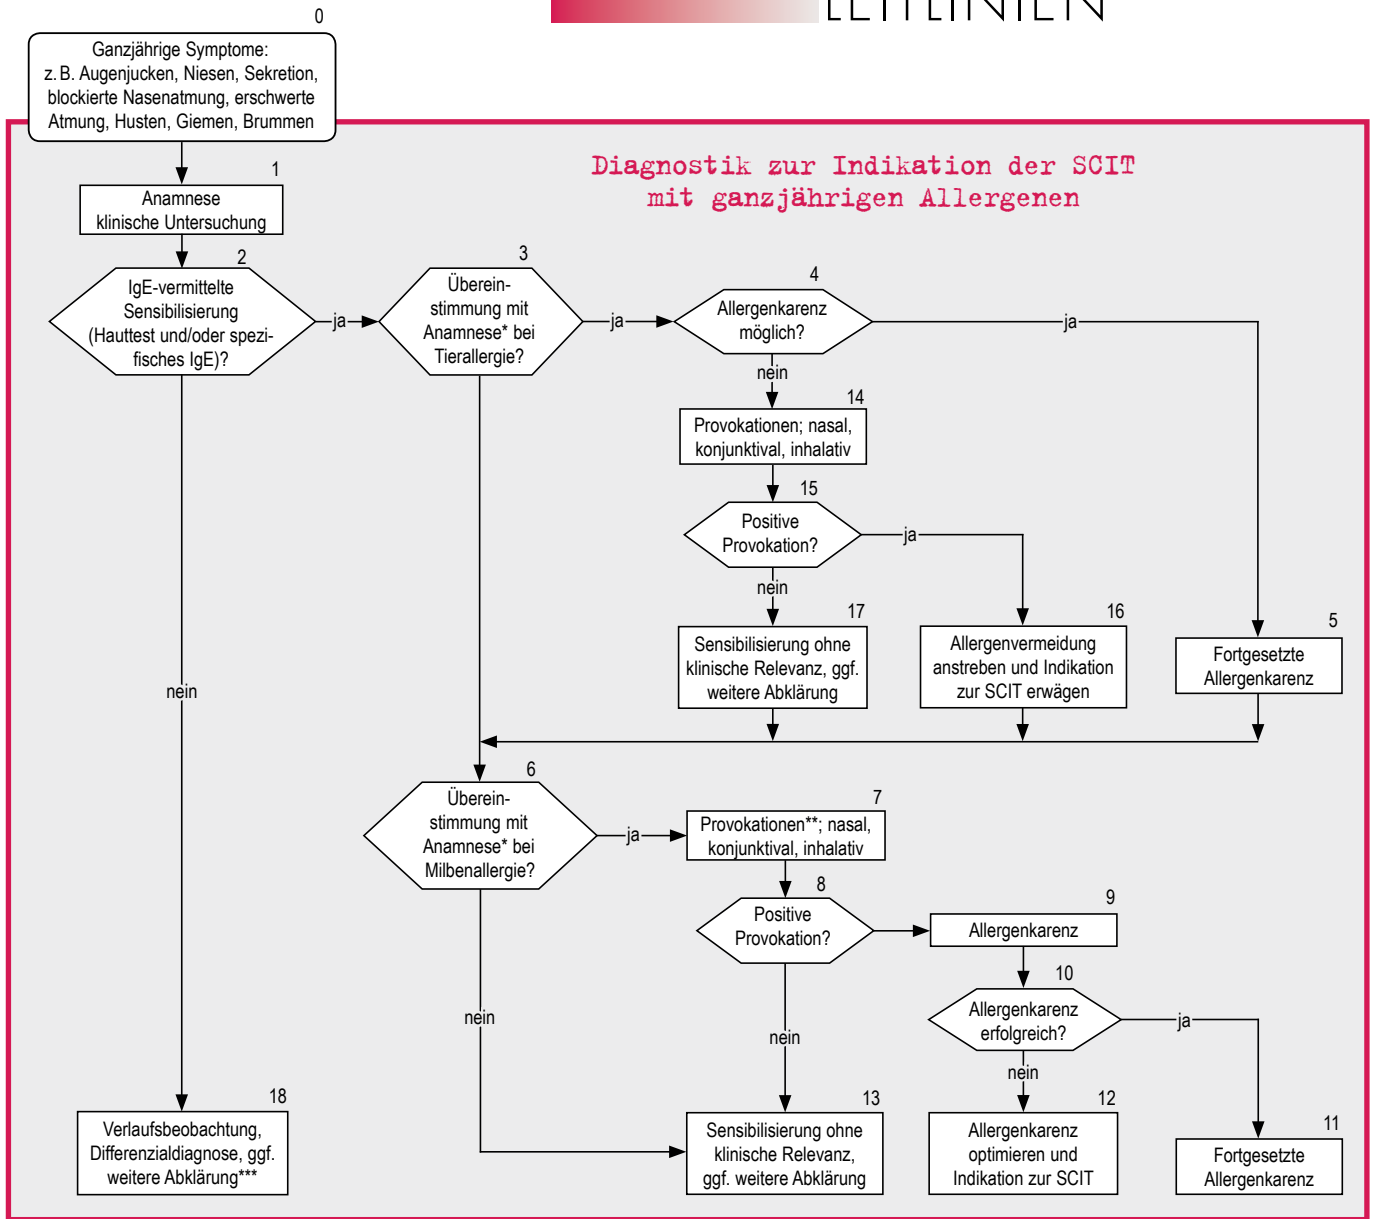 LEITLINIEN
0
Ganzjährige Symptome:
z. B. Augenjucken, Niesen, Sekretion,
blockierte Nasenatmung, erschwerte
Atmung, Husten, Giemen, Brummen
Diagnostik zur Indikation der SCIT
mit ganzjährigen Allergenen
1
Anamnese
klinische Untersuchung
2
IgE-vermittelte
Sensibilisierung
(Hauttest und/oder spezi-
fisches IgE)?
ja
3
Überein-
stimmung mit
Anamnese* bei
Tierallergie?
ja
4
Allergenkarenz
möglich?
ja
nein
14
Provokationen; nasal,
konjunktival, inhalativ
15
Positive
Provokation?
ja
nein
17
Sensibilisierung ohne
klinische Relevanz, ggf.
weitere Abklärung
16
Allergenvermeidung
anstreben und Indikation
zur SCIT erwägen
5
Fortgesetzte
Allergenkarenz
nein
6
Überein-
stimmung mit
Anamnese* bei
Milbenallergie?
ja
7
Provokationen**; nasal,
konjunktival, inhalativ
8
Positive
Provokation?
9
Allergenkarenz
10
Allergenkarenz
erfolgreich?
ja
nein
nein
nein
18
Verlaufsbeobachtung,
Differenzialdiagnose, ggf.
weitere Abklärung***
13
Sensibilisierung ohne
klinische Relevanz,
ggf. weitere Abklärung
12
Allergenkarenz
optimieren und
Indikation zur SCIT
11
Fortgesetzte
Allergenkarenz